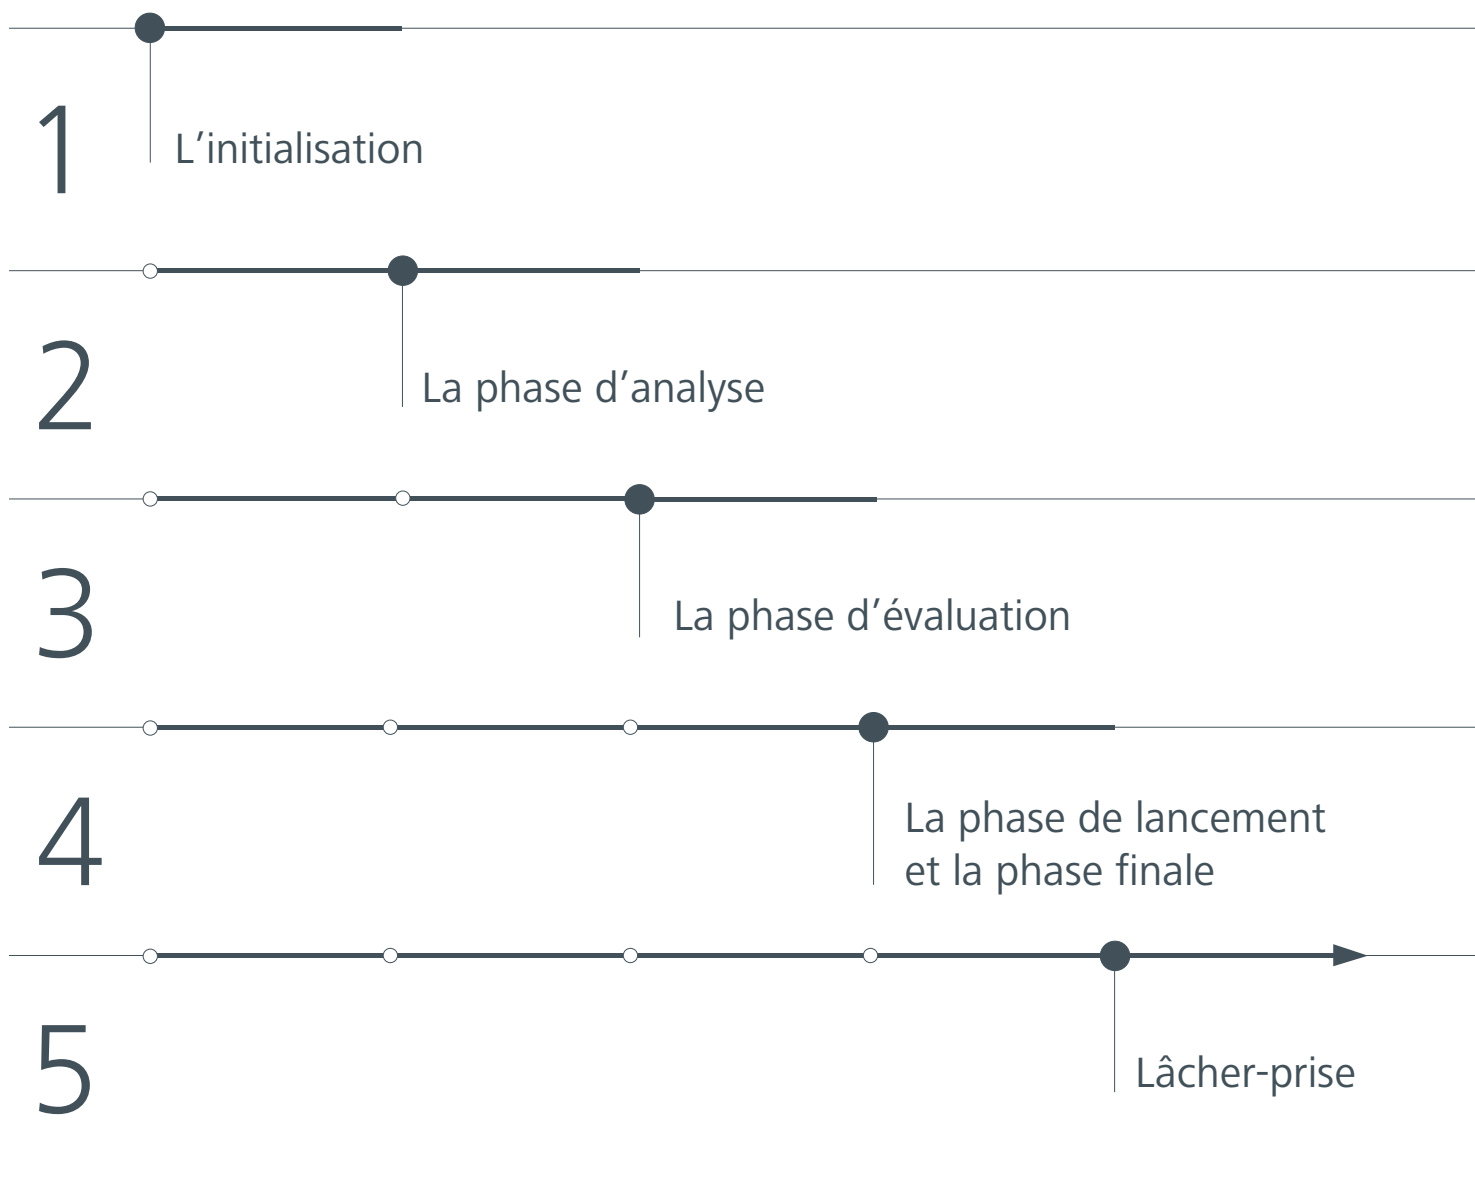 1
L’initialisation
2
La phase d’analyse
3
La phase d’évaluation
4
La phase de lancement
et la phase finale
5
Lâcher-prise